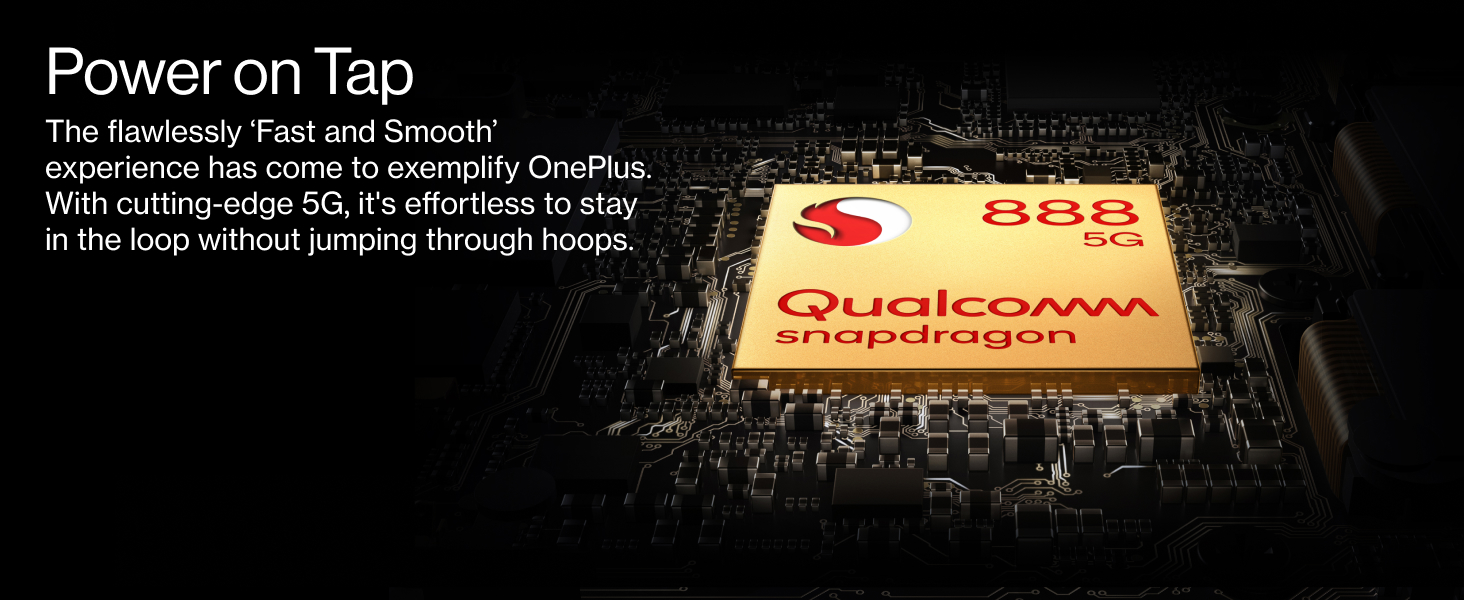 Power on Tap
The flawlessly ‘Fast and Smooth’
experience has come to exemplify OnePlus.
With cutting-edge 5G, it's effortless to stay
in the loop without jumping through hoops.
888
5G
Qualcomm
snapdragon